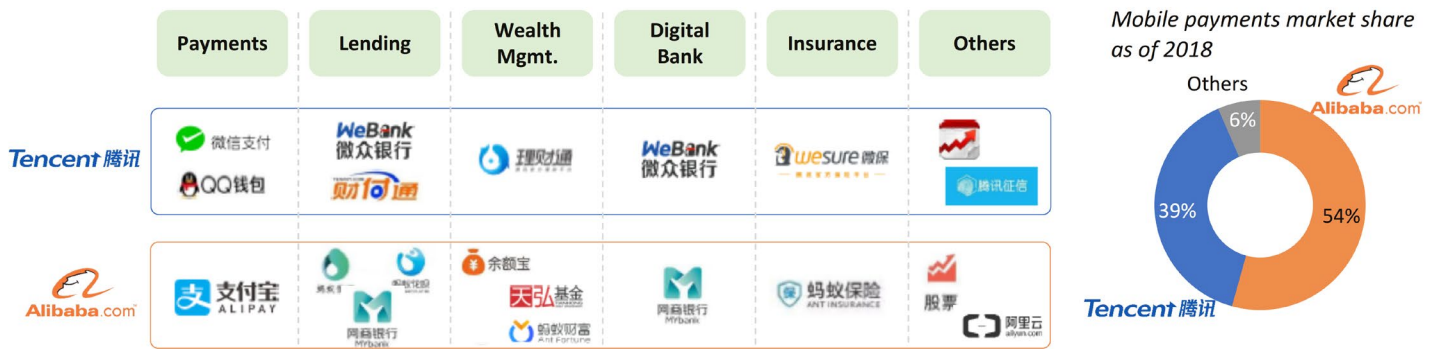 Payments
Lending
Wealth
Mgmt.
Digital
Bank
Insurance
Others
Tencent 腾讯
微信支付
QQ钱包
WeBank
微众银行
财付通
理财通
WeBank
微众银行
wesure 微保
腾讯征信
Alibaba.com
支付宝
ALIPAY
网商银行
MYbank
余额宝
天弘基金
蚂蚁财富
Ant Fortune
网商银行
MYbank
保
蚂蚁保险
ANT INSURANCE
股票
阿里云
aliyun.com
Mobile payments market share
as of 2018
Others
Alibaba.com
6%
39%
54%
Tencent 腾讯